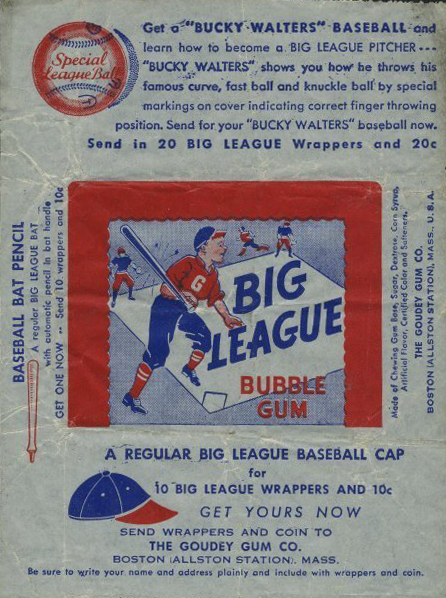 Get a "BUCKY WALTERS" BASEBALL and
learn how to become a BIG LEAGUE PITCHER...
"BUCKY WALTERS", shows you how he throws his
famous curve, fast ball and knuckle ball by special
markings on cover indicating correct finger throwing
position. Send for your "BUCKY WALTERS" baseball now.
Send in 20 BIG LEAGUE Wrappers and 20c
Special
League Ball
BASEBALL BAT PENCIL
A regular BIG LEAGUE BAT
with automatic pencil in bat handle
GET ONE NOW .. Send 10 wrappers and 10c
G
BIG
LEAGUE
BUBBLE
GUM
Made of Chewing Gum Base, Sugar, Dextrose, Corn Syrup,
Artificial Flavor, Certified Color and Softeners.
THE GOUDEY GUM CO.
BOSTON (ALLSTON STATION), MASS., U.S.A.
A REGULAR BIG LEAGUE BASEBALL CAP
for
10 BIG LEAGUE WRAPPERS AND 10c
GET YOURS NOW
SEND WRAPPERS AND COIN TO
THE GOUDEY GUM CO.
BOSTON (ALLSTON STATION), MASS.
Be sure to write your name and address plainly and include with wrappers and coin.